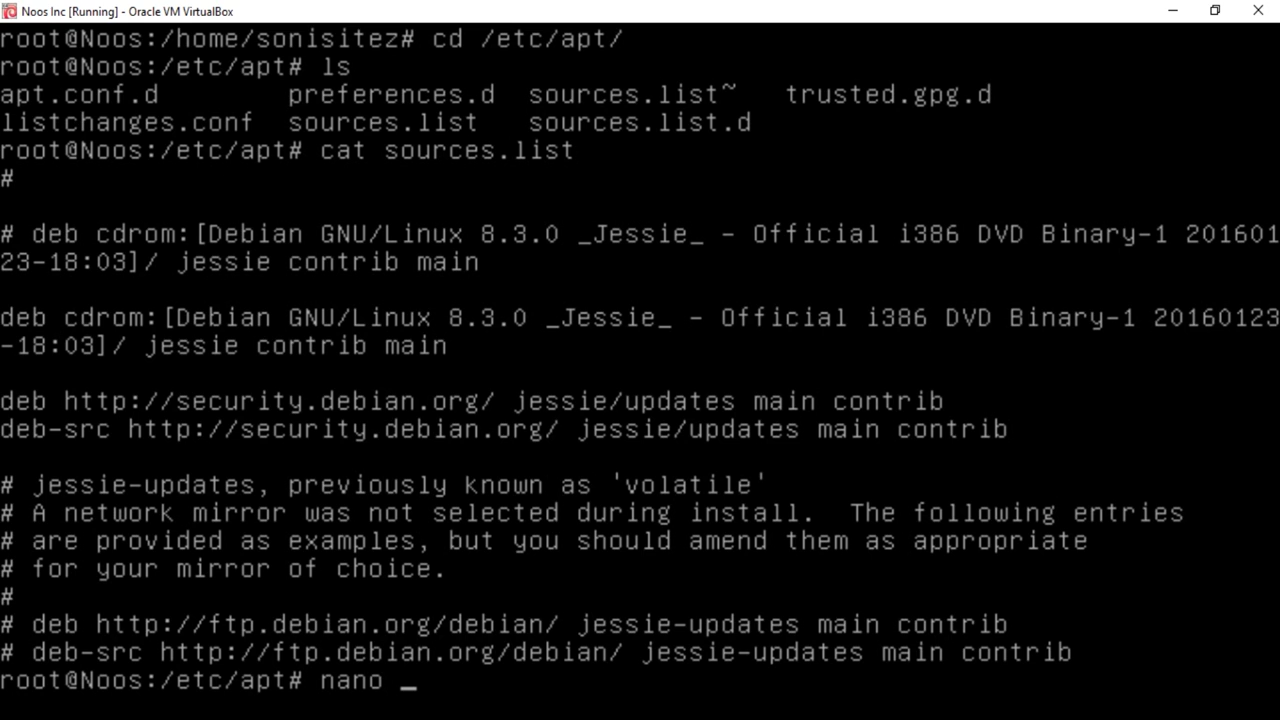 Noos Inc [Running] - Oracle VM VirtualBox
root@Noos:/home/sonisitez# cd /etc/apt/
root@Noos:/etc/apt# ls
apt.conf.d preferences.d sources.list~ trusted.gpg.d
listchanges.conf sources.list sources.list.d
root@Noos:/etc/apt# cat sources.list
#
# deb cdrom:[Debian GNU/Linux 8.3.0 _Jessie_ - Official i386 DVD Binary-1 201601
23-18:03]/ jessie contrib main
deb cdrom:[Debian GNU/Linux 8.3.0 _Jessie_ - Official i386 DVD Binary-1 20160123
-18:03]/ jessie contrib main
deb http://security.debian.org/ jessie/updates main contrib
deb-src http://security.debian.org/ jessie/updates main contrib
# jessie-updates, previously known as 'volatile'
# A network mirror was not selected during install.  The following entries
# are provided as examples, but you should amend them as appropriate
# for your mirror of choice.
#
# deb http://ftp.debian.org/debian/ jessie-updates main contrib
# deb-src http://ftp.debian.org/debian/ jessie-updates main contrib
root@Noos:/etc/apt# nano _